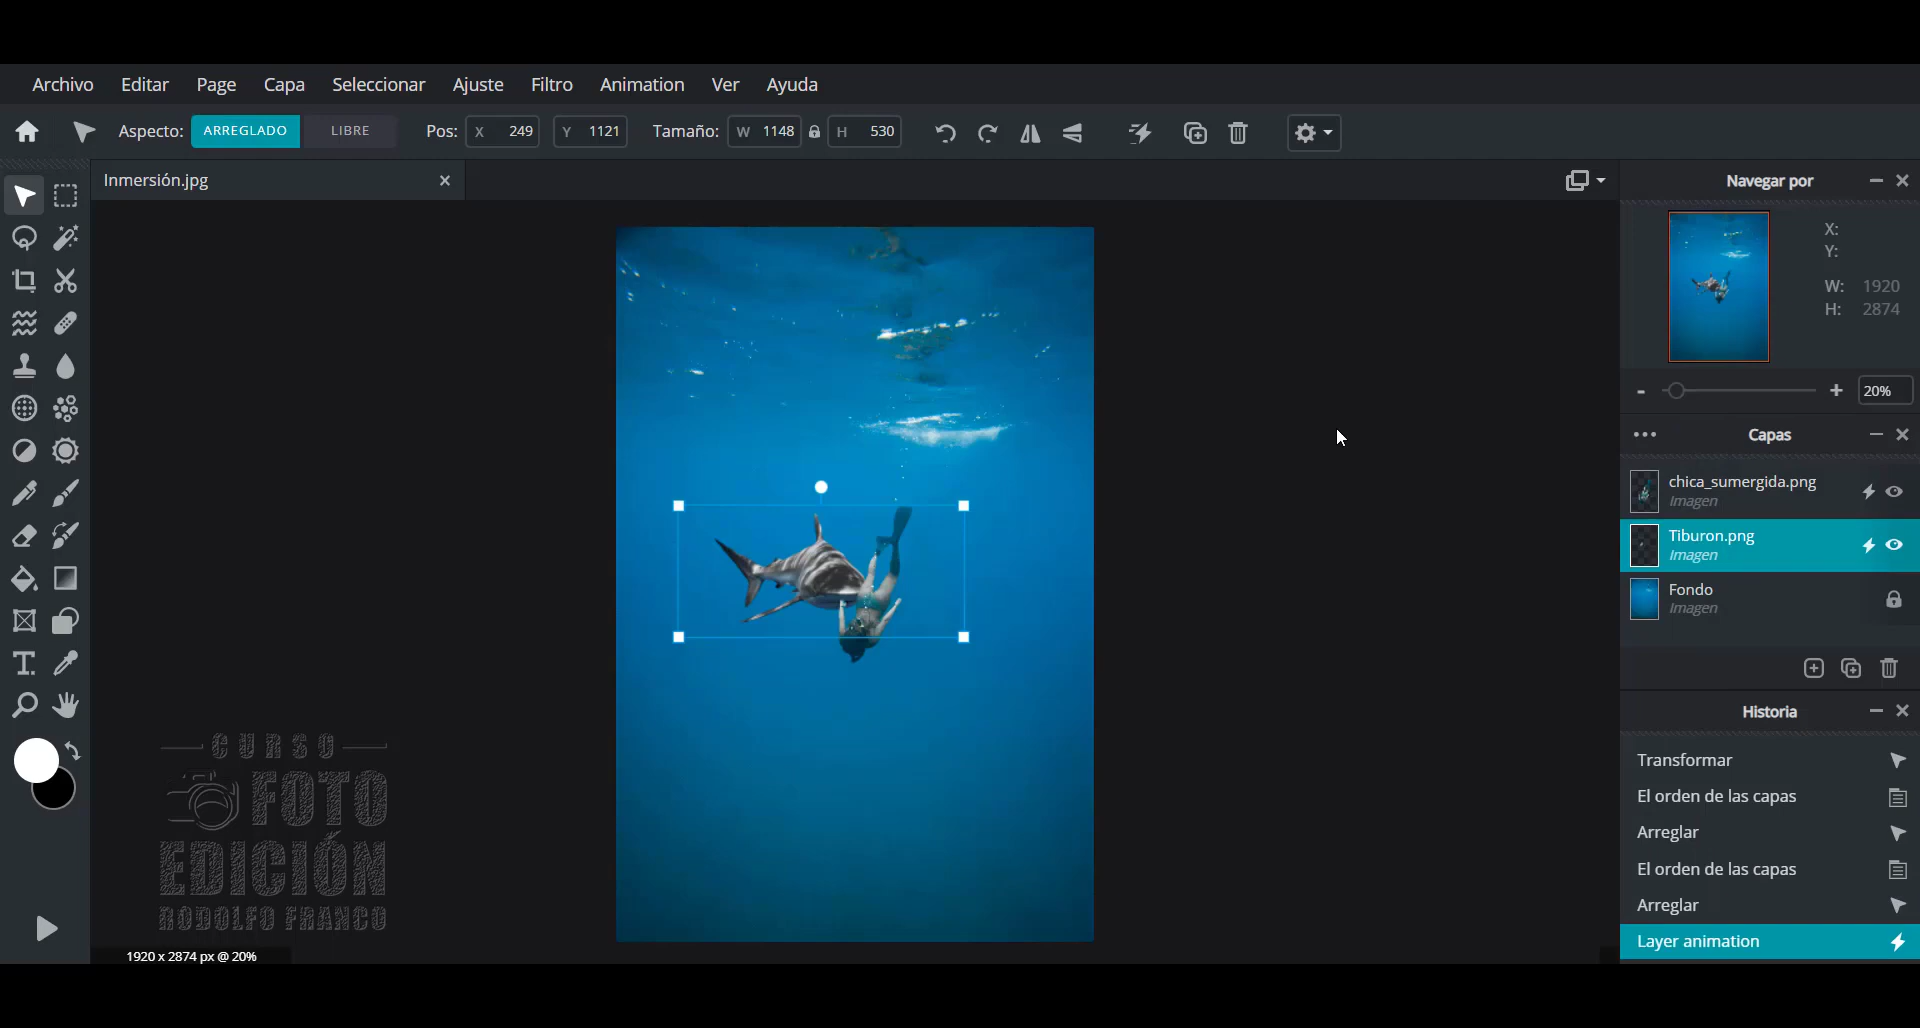 Archivo Editar Page Capa Seleccionar Ajuste Filtro Animation Ver Ayuda
Aspecto: ARREGLADO LIBRE Pos: X 249 Y 1121 Tamaño: W 1148 H 530
Inmersión.jpg
Navegar por
X:
Y:
W: 1920
H: 2874
- + 20%
Capas
chica_sumergida.png
Imagen
Tiburon.png
Imagen
Fondo
Imagen
Historia
Transformar
El orden de las capas
Arreglar
El orden de las capas
Arreglar
Layer animation
CURSO
FOTO
EDICIÓN
RODOLFO FRANCO
1920 x 2874 px @ 20%